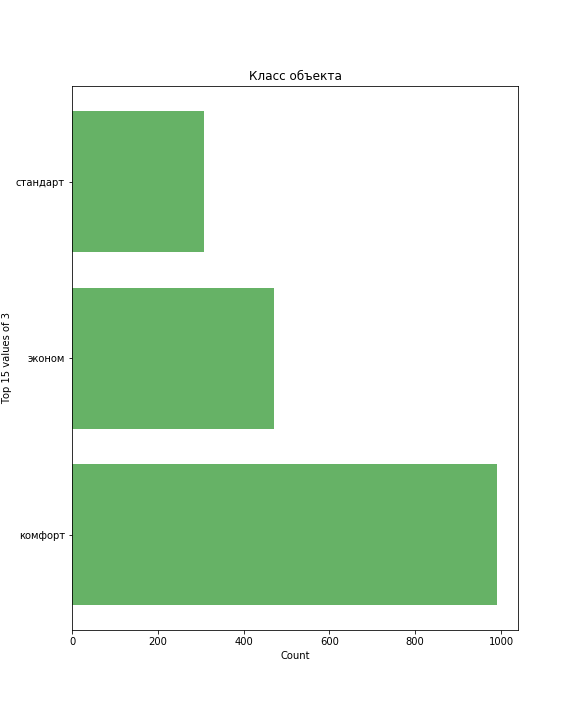 Класс объекта
Top 15 values of 3
стандарт
эконом
комфорт
0 200 400 600 800 1000
Count